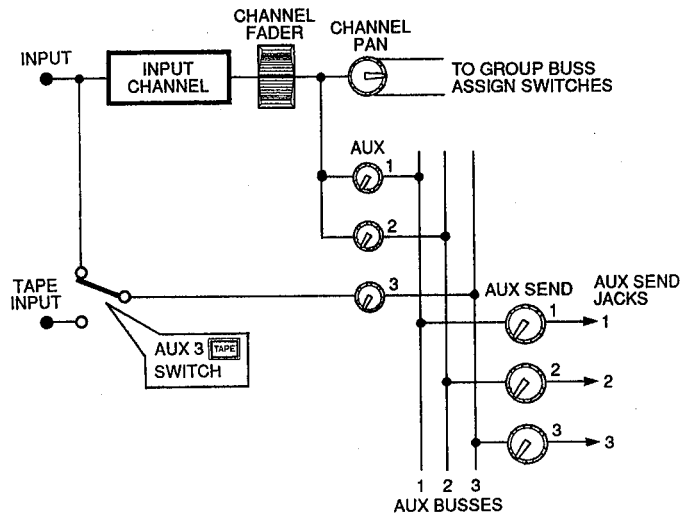 CHANNEL
FADER
CHANNEL
PAN
INPUT
INPUT
CHANNEL
TO GROUP BUSS
ASSIGN SWITCHES
AUX
1
2
3
TAPE
INPUT
AUX 3 TAPE
SWITCH
AUX SEND
AUX SEND
JACKS
1
1
2
2
3
3
1 2 3
AUX BUSSES